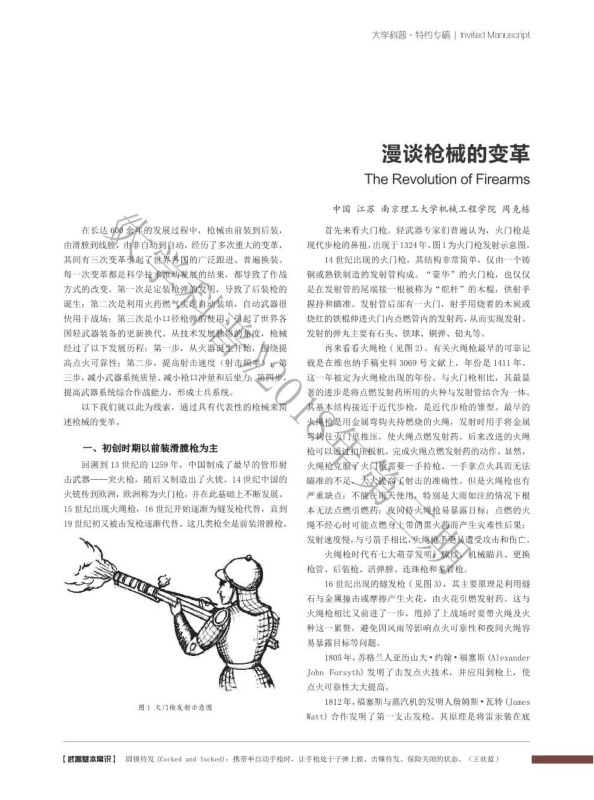 大学科普·特约专稿 | Invited Manuscript
漫谈枪械的变革
The Revolution of Firearms
中国 江苏 南京理工大学机械工程学院 周克栋
在长达 600 余年的发展过程中，枪械由前装到后装，
由滑膛到线膛，由非自动到自动，经历了多次重大的变革，
其间有三次变革引起了世界各国的广泛跟进、普遍换装。
每一次变革都是科学技术推动发展的结果，都导致了作战
方式的改变。第一次是定装枪弹的发明，导致了后装枪的
诞生；第二次是利用火药燃气实现自动装填，自动武器很
快用于战场；第三次是小口径枪弹的使用，引起了世界各
国轻武器装备的更新换代。从技术发展脉络的角度，枪械
经过了以下发展历程：第一步，从火器诞生开始，围绕提
高点火可靠性；第二步，提高射击速度（射击频率）；第
三步，减小武器系统质量、减小枪口冲量和后坐力；第四步，
提高武器系统综合作战能力，形成士兵系统。
以下我们就以此为线索，通过具有代表性的枪械来简
述枪械的变革。
一、初创时期以前装滑膛枪为主
回溯到 13 世纪的 1259 年，中国制成了最早的管形射
击武器——突火枪，随后又制造出了火铳。14 世纪中国的
火铳传到欧洲，欧洲称为火门枪，并在此基础上不断发展。
15 世纪出现火绳枪，16 世纪开始逐渐为燧发枪代替，直到
19 世纪初又被击发枪逐渐代替。这几类枪全是前装滑膛枪。
图 1 火门枪发射示意图
首先来看火门枪。轻武器专家们普遍认为，火门枪是
现代步枪的鼻祖，出现于 1324 年，图 1 为火门枪发射示意图。
14 世纪出现的火门枪，其结构非常简单，仅由一个铸
铜或熟铁制造的发射管构成。“豪华”的火门枪，也仅仅
是在发射管的尾端接一根被称为“舵杆”的木棍，供射手
握持和瞄准。发射管后部有一火门，射手用烧着的木炭或
烧红的铁棍伸进火门内点燃管内的发射药，从而实现发射。
发射的弹丸主要有石头、铁球、铜弹、铅丸等。
再来看看火绳枪（见图 2）。有关火绳枪最早的可靠记
载是在维也纳手稿史料 3069 号文献上，年份是 1411 年。
这一年被定为火绳枪出现的年份。与火门枪相比，其最显
著的进步是将点燃发射药所用的火种与发射管结合为一体。
其基本结构接近于近代步枪，是近代步枪的雏型。最早的
火绳枪是用金属弯钩夹持燃烧的火绳，发射时用手将金属
弯钩往火门里推压，使火绳点燃发射药。后来改进的火绳
枪可以通过扣压扳机，完成火绳点燃发射药的动作。显然，
火绳枪克服了火门枪需要一手持枪、一手拿点火具而无法
瞄准的不足，大大提高了射击的准确性。但是火绳枪也有
严重缺点：不能在雨天使用，特别是大雨如注的情况下根
本无法点燃引燃药；夜间持火绳枪易暴露目标；点燃的火
绳不经心时可能点燃身上带的黑火药而产生灾难性后果；
发射速度慢，与弓箭手相比，火绳枪手更易遭受攻击和伤亡。
火绳枪时代有七大萌芽发明：膛线、机械瞄具、更换
枪管、后装枪、活弹膛、连珠枪和多管枪。
16 世纪出现的燧发枪（见图 3），其主要原理是利用燧
石与金属撞击或摩擦产生火花，由火花引燃发射药。这与
火绳枪相比又前进了一步，甩掉了上战场时要带火绳及火
种这一累赘，避免因风雨等影响点火可靠性和夜间火绳容
易暴露目标等问题。
1805 年，苏格兰人亚历山大·约翰·福塞斯 (Alexander
John Forsyth) 发明了击发点火技术，并应用到枪上，使
点火可靠性大大提高。
1812 年，福塞斯与蒸汽机的发明人詹姆斯·瓦特 (James
Watt) 合作发明了第一支击发枪。其原理是将雷汞装在底
【武器基本常识】 固锁待发 (Cocked and locked)：携带半自动手枪时，让手枪处于子弹上膛、击锤待发、保险关闭的状态。（王欣蓝）